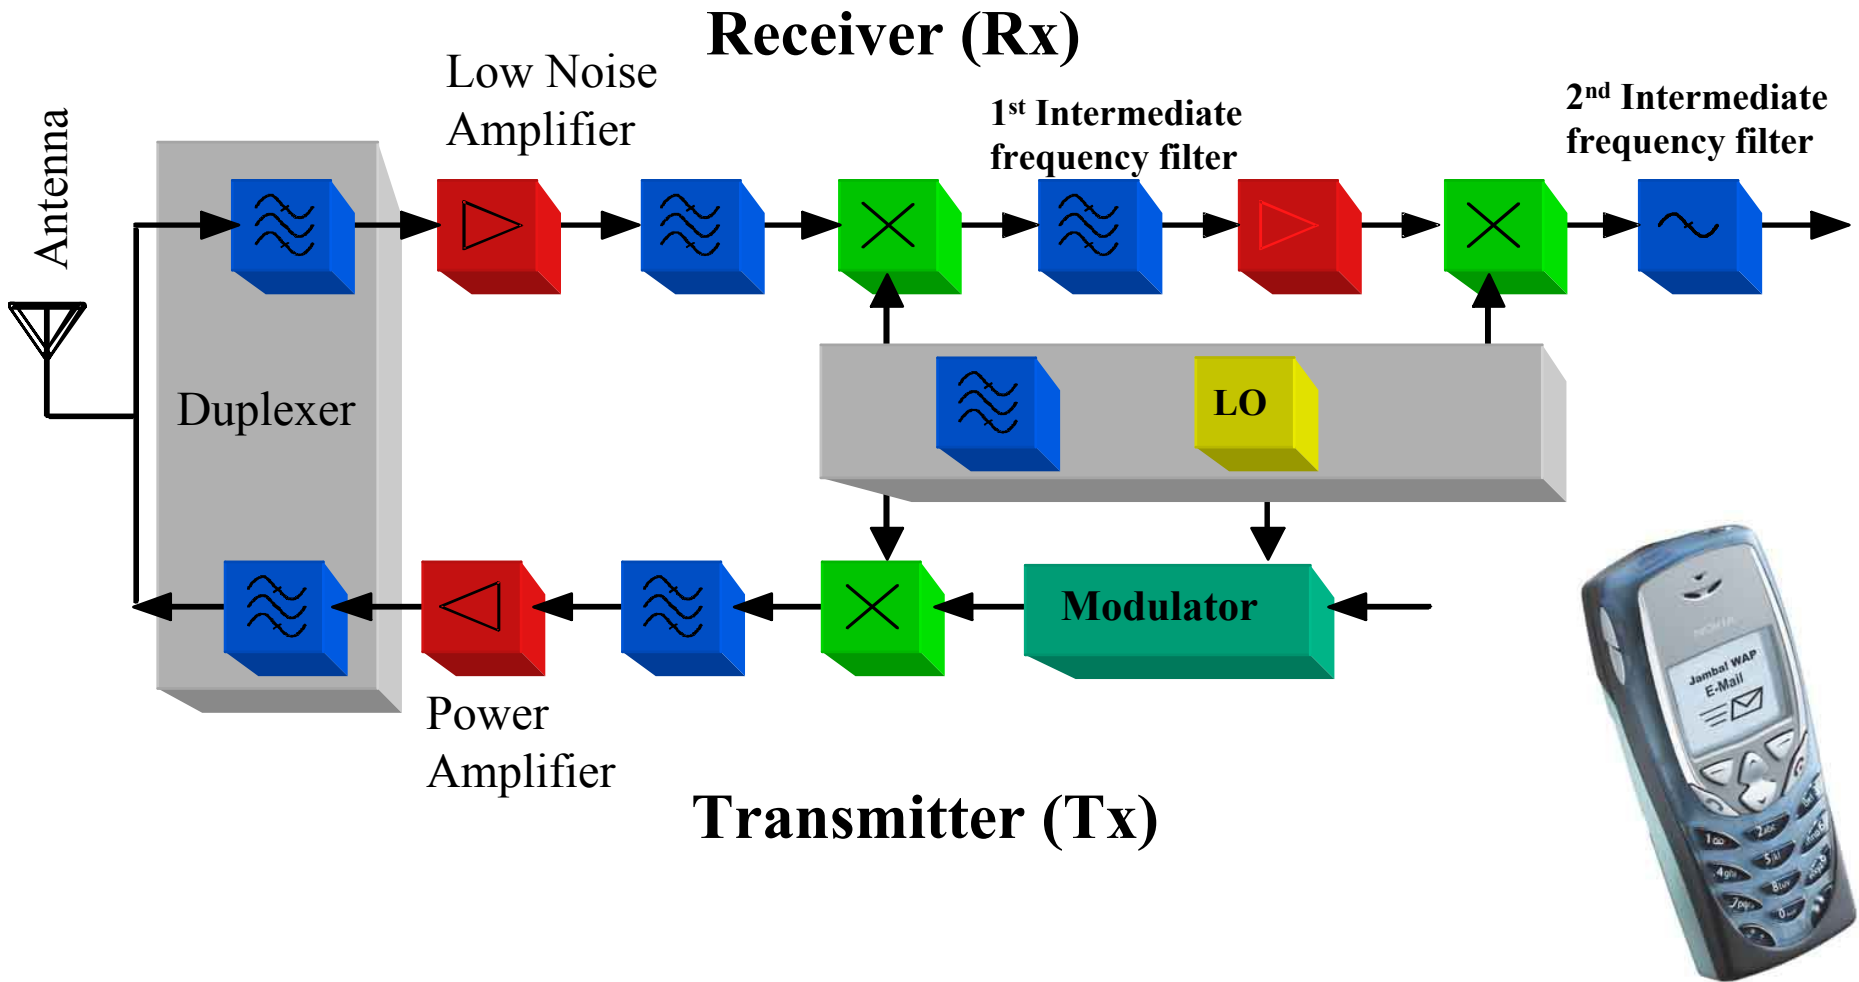 Receiver (Rx)
Low Noise
Amplifier
1st Intermediate
frequency filter
2nd Intermediate
frequency filter
Antenna
Duplexer
LO
Modulator
Power
Amplifier
Transmitter (Tx)
NOKIA
Jamba! WAP
E-Mail